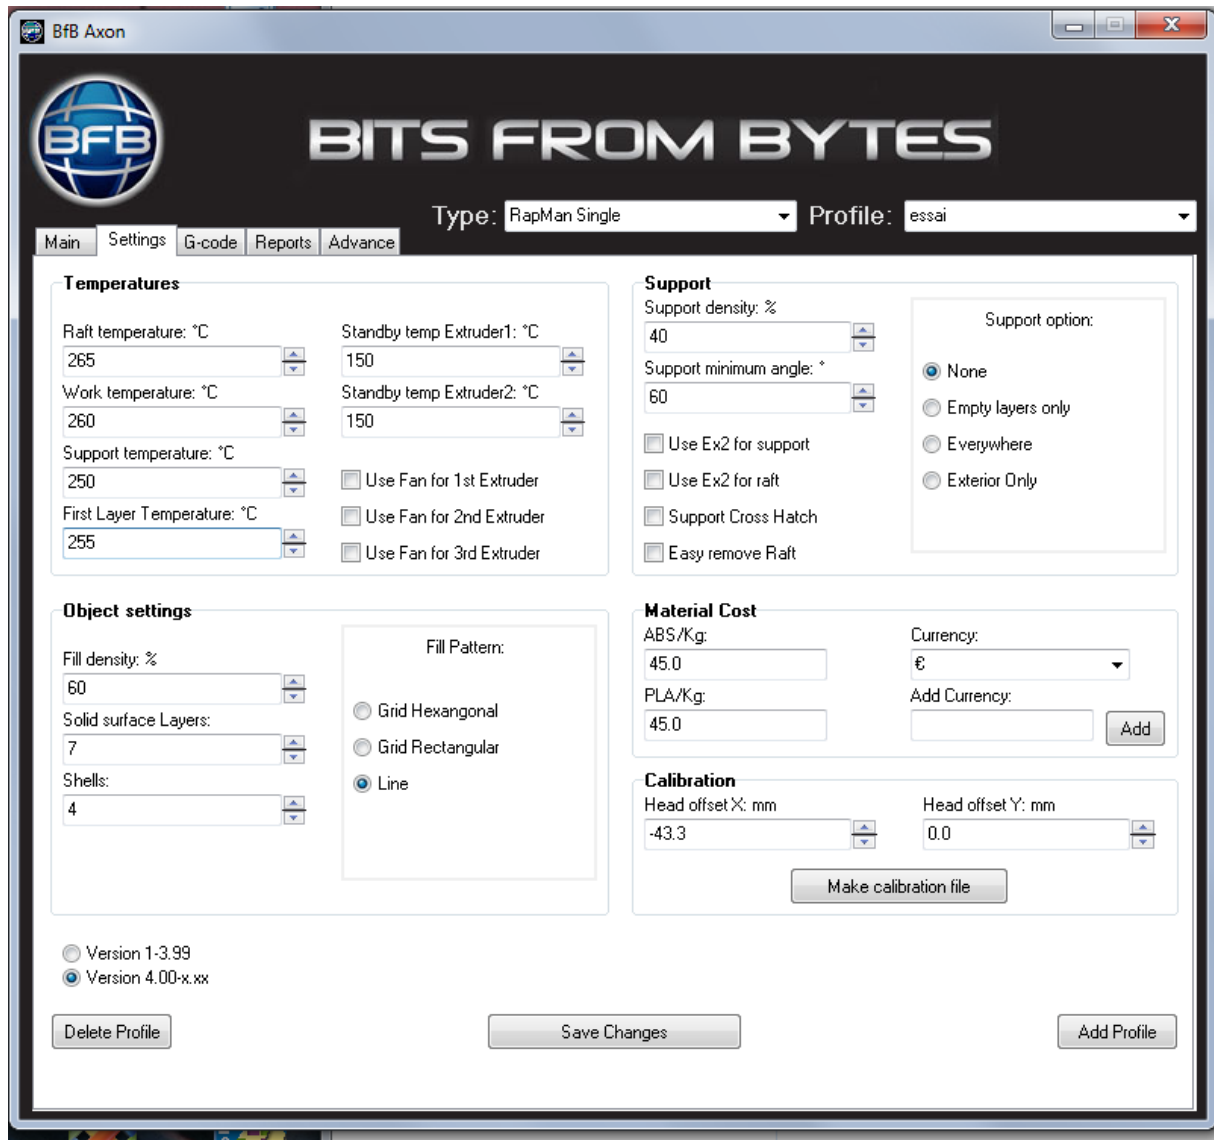 BfB Axon
BFB
BITS FROM BYTES
Type: RapMan Single Profile: essai
Main Settings G-code Reports Advance
Temperatures
Raft temperature: °C Standby temp Extruder1: °C
265 150
Work temperature: °C Standby temp Extruder2: °C
260 150
Support temperature: °C
250 Use Fan for 1st Extruder
First Layer Temperature: °C Use Fan for 2nd Extruder
255 Use Fan for 3rd Extruder
Support
Support density: % Support option:
40
Support minimum angle: ° None
60 Empty layers only
Use Ex2 for support Everywhere
Use Ex2 for raft Exterior Only
Support Cross Hatch
Easy remove Raft
Object settings
Fill density: % Fill Pattern:
60
Solid surface Layers: Grid Hexangonal
7 Grid Rectangular
Shells: Line
4
Material Cost
ABS/Kg: Currency:
45.0 €
PLA/Kg: Add Currency:
45.0 Add
Calibration
Head offset X: mm Head offset Y: mm
-43.3 0.0
Make calibration file
Version 1-3.99
Version 4.00-x.xx
Delete Profile Save Changes Add Profile